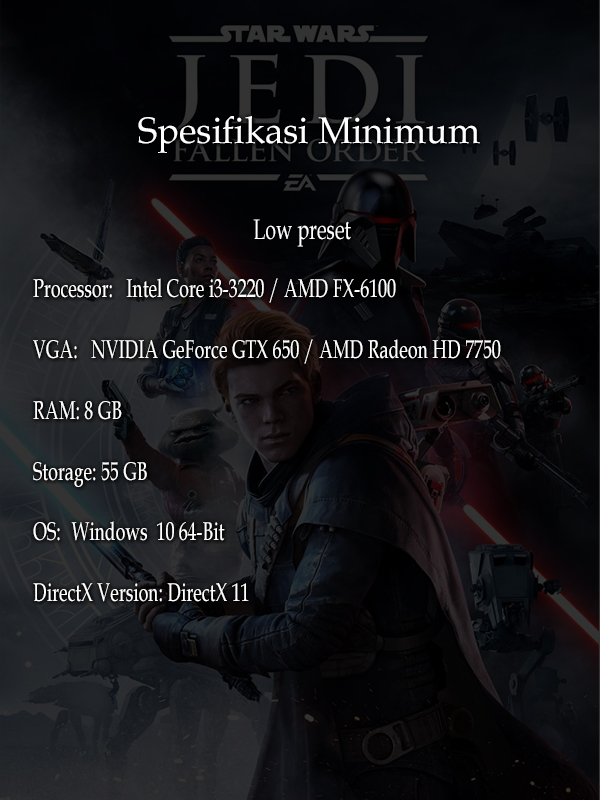 STAR WARS
JEDI
Spesifikasi Minimum
FALLEN ORDER
EA
Low preset
Processor: Intel Core i3-3220 / AMD FX-6100
VGA: NVIDIA GeForce GTX 650 / AMD Radeon HD 7750
RAM: 8 GB
Storage: 55 GB
OS: Windows 10 64-Bit
DirectX Version: DirectX 11